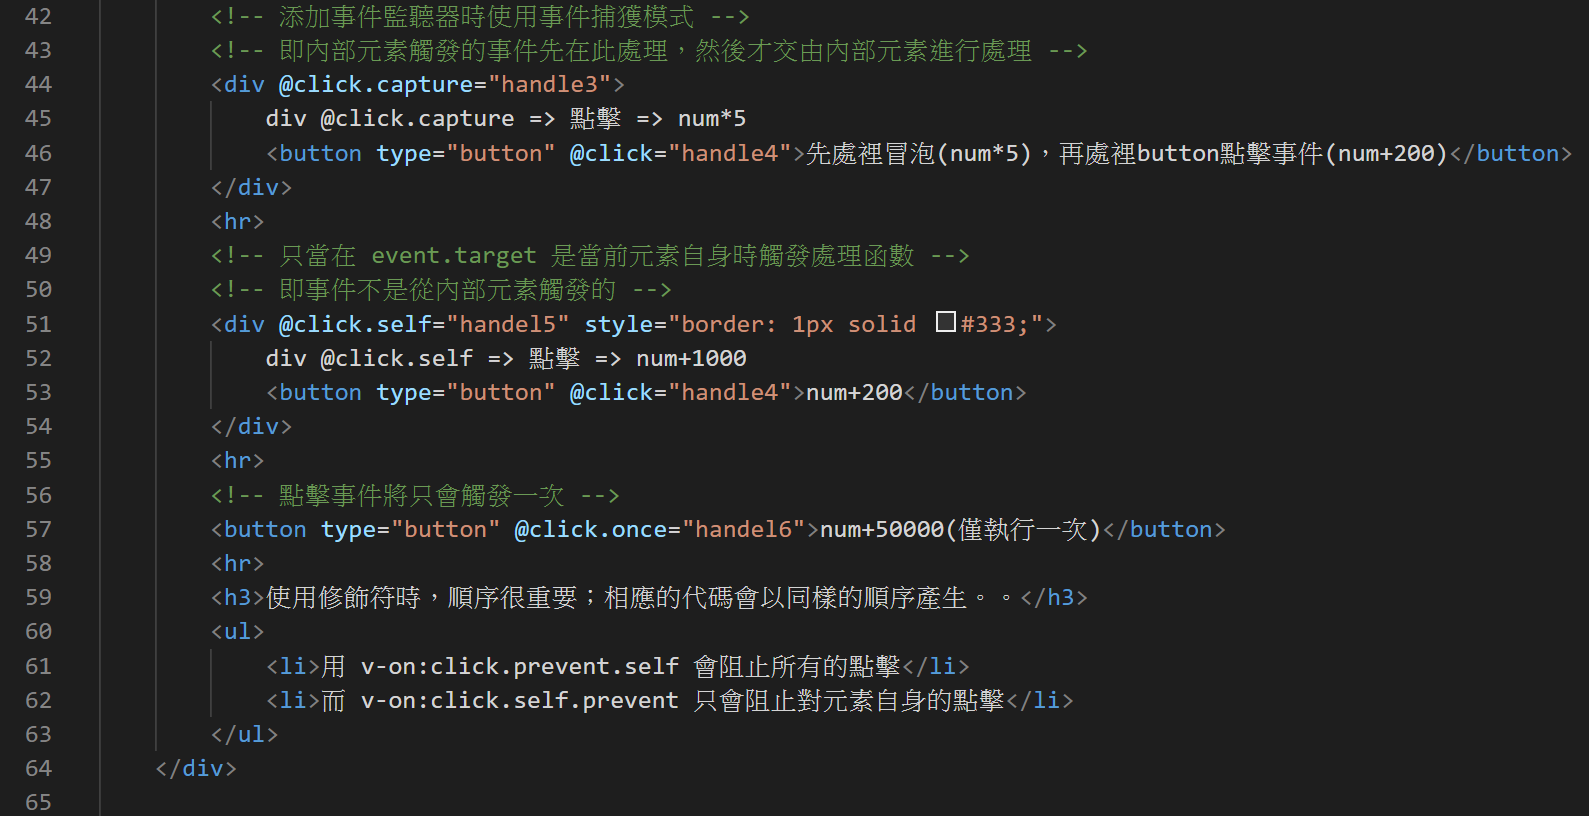 42 <!-- 添加事件監聽器時使用事件捕獲模式 -->
43 <!-- 即內部元素觸發的事件先在此處理，然後才交由內部元素進行處理 -->
44 <div @click.capture="handle3">
45 div @click.capture => 點擊 => num*5
46 <button type="button" @click="handle4">先處裡冒泡(num*5)，再處裡button點擊事件(num+200)</button>
47 </div>
48 <hr>
49 <!-- 只當在 event.target 是當前元素自身時觸發處理函數 -->
50 <!-- 即事件不是從內部元素觸發的 -->
51 <div @click.self="handel5" style="border: 1px solid #333;">
52 div @click.self => 點擊 => num+1000
53 <button type="button" @click="handle4">num+200</button>
54 </div>
55 <hr>
56 <!-- 點擊事件將只會觸發一次 -->
57 <button type="button" @click.once="handel6">num+50000(僅執行一次)</button>
58 <hr>
59 <h3>使用修飾符時，順序很重要；相應的代碼會以同樣的順序產生。。</h3>
60 <ul>
61 <li>用 v-on:click.prevent.self 會阻止所有的點擊</li>
62 <li>而 v-on:click.self.prevent 只會阻止對元素自身的點擊</li>
63 </ul>
64 </div>
65